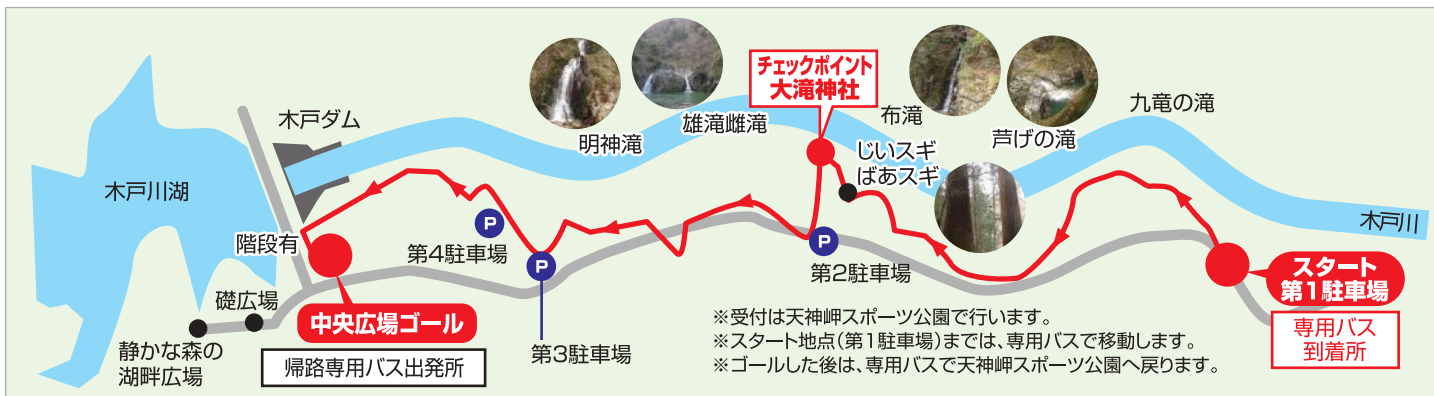 チェックポイント
大滝神社
九竜の滝
布滝
木戸ダム
明神滝
雄滝雌滝
芦げの滝
じいスギ
ばあスギ
木戸川湖
木戸川
階段有
P
第4駐車場
P
第2駐車場
P
第3駐車場
スタート
第1駐車場
専用バス
到着所
礎広場
中央広場ゴール
帰路専用バス出発所
静かな森の
湖畔広場
※受付は天神岬スポーツ公園で行います。
※スタート地点(第1駐車場)までは、専用バスで移動します。
※ゴールした後は、専用バスで天神岬スポーツ公園へ戻ります。